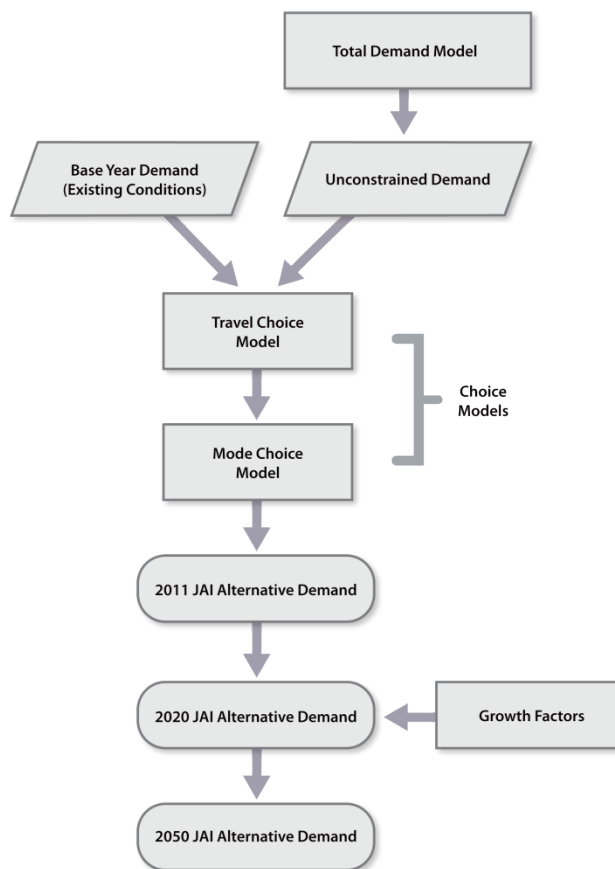 Total Demand Model
Base Year Demand
(Existing Conditions)
Unconstrained Demand
Travel Choice
Model
Choice
Models
Mode Choice
Model
2011 JAI Alternative Demand
2020 JAI Alternative Demand
Growth Factors
2050 JAI Alternative Demand